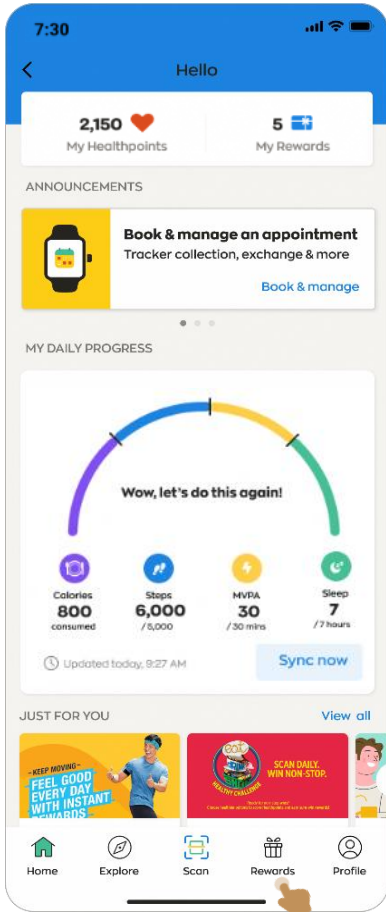 7:30
Hello
2,150
My Healthpoints
5
My Rewards
ANNOUNCEMENTS
Book & manage an appointment
Tracker collection, exchange & more
Book & manage
MY DAILY PROGRESS
Wow, let's do this again!
Calories
800
consumed
Steps
6,000
/5,000
MVPA
30
/30 mins
Sleep
7
/7 hours
Updated today, 9:27 AM
Sync now
JUST FOR YOU
View all
- KEEP MOVING -
FEEL GOOD
EVERY DAY
WITH INSTANT
REWARDS
EAT
HEALTHY CHALLENGE
SCAN DAILY.
WIN NON-STOP.
Home
Explore
Scan
Rewards
Profile